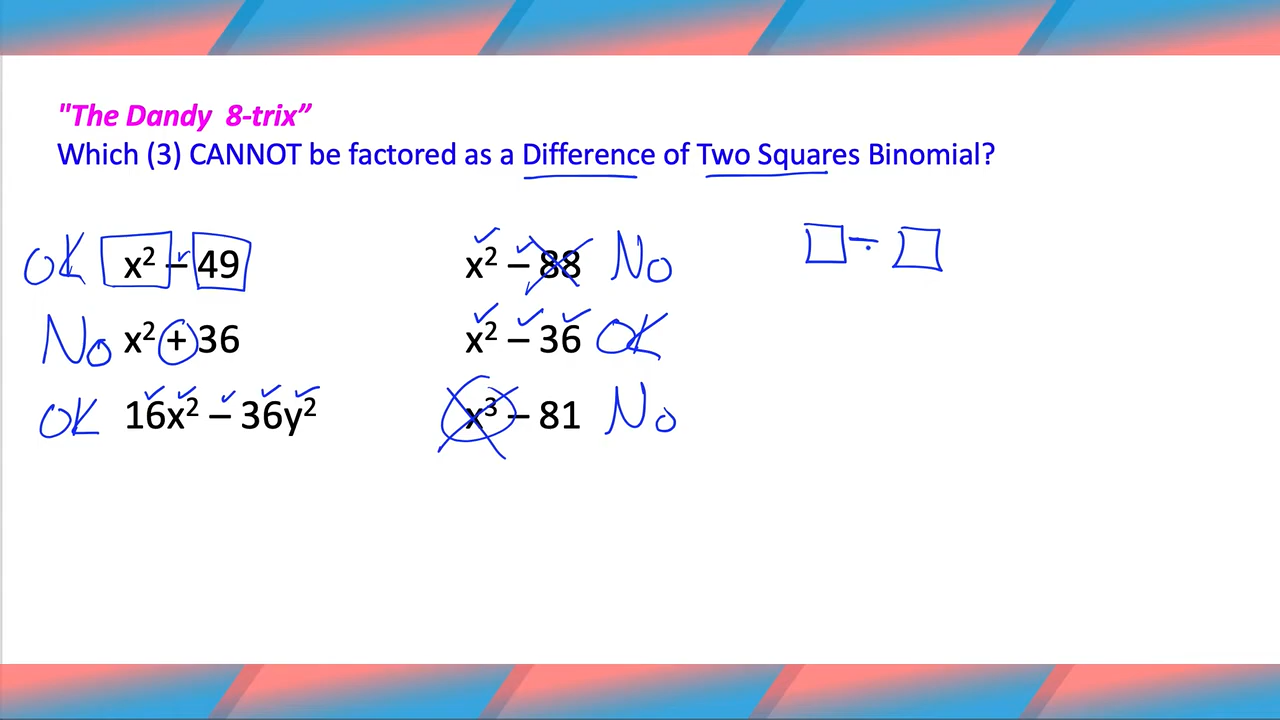 "The Dandy 8-trix”
Which (3) CANNOT be factored as a Difference of Two Squares Binomial?
OK x² – 49
No x² + 36
OK 16x² – 36y²
x² – 88 No
x² – 36 OK
x³ – 81 No